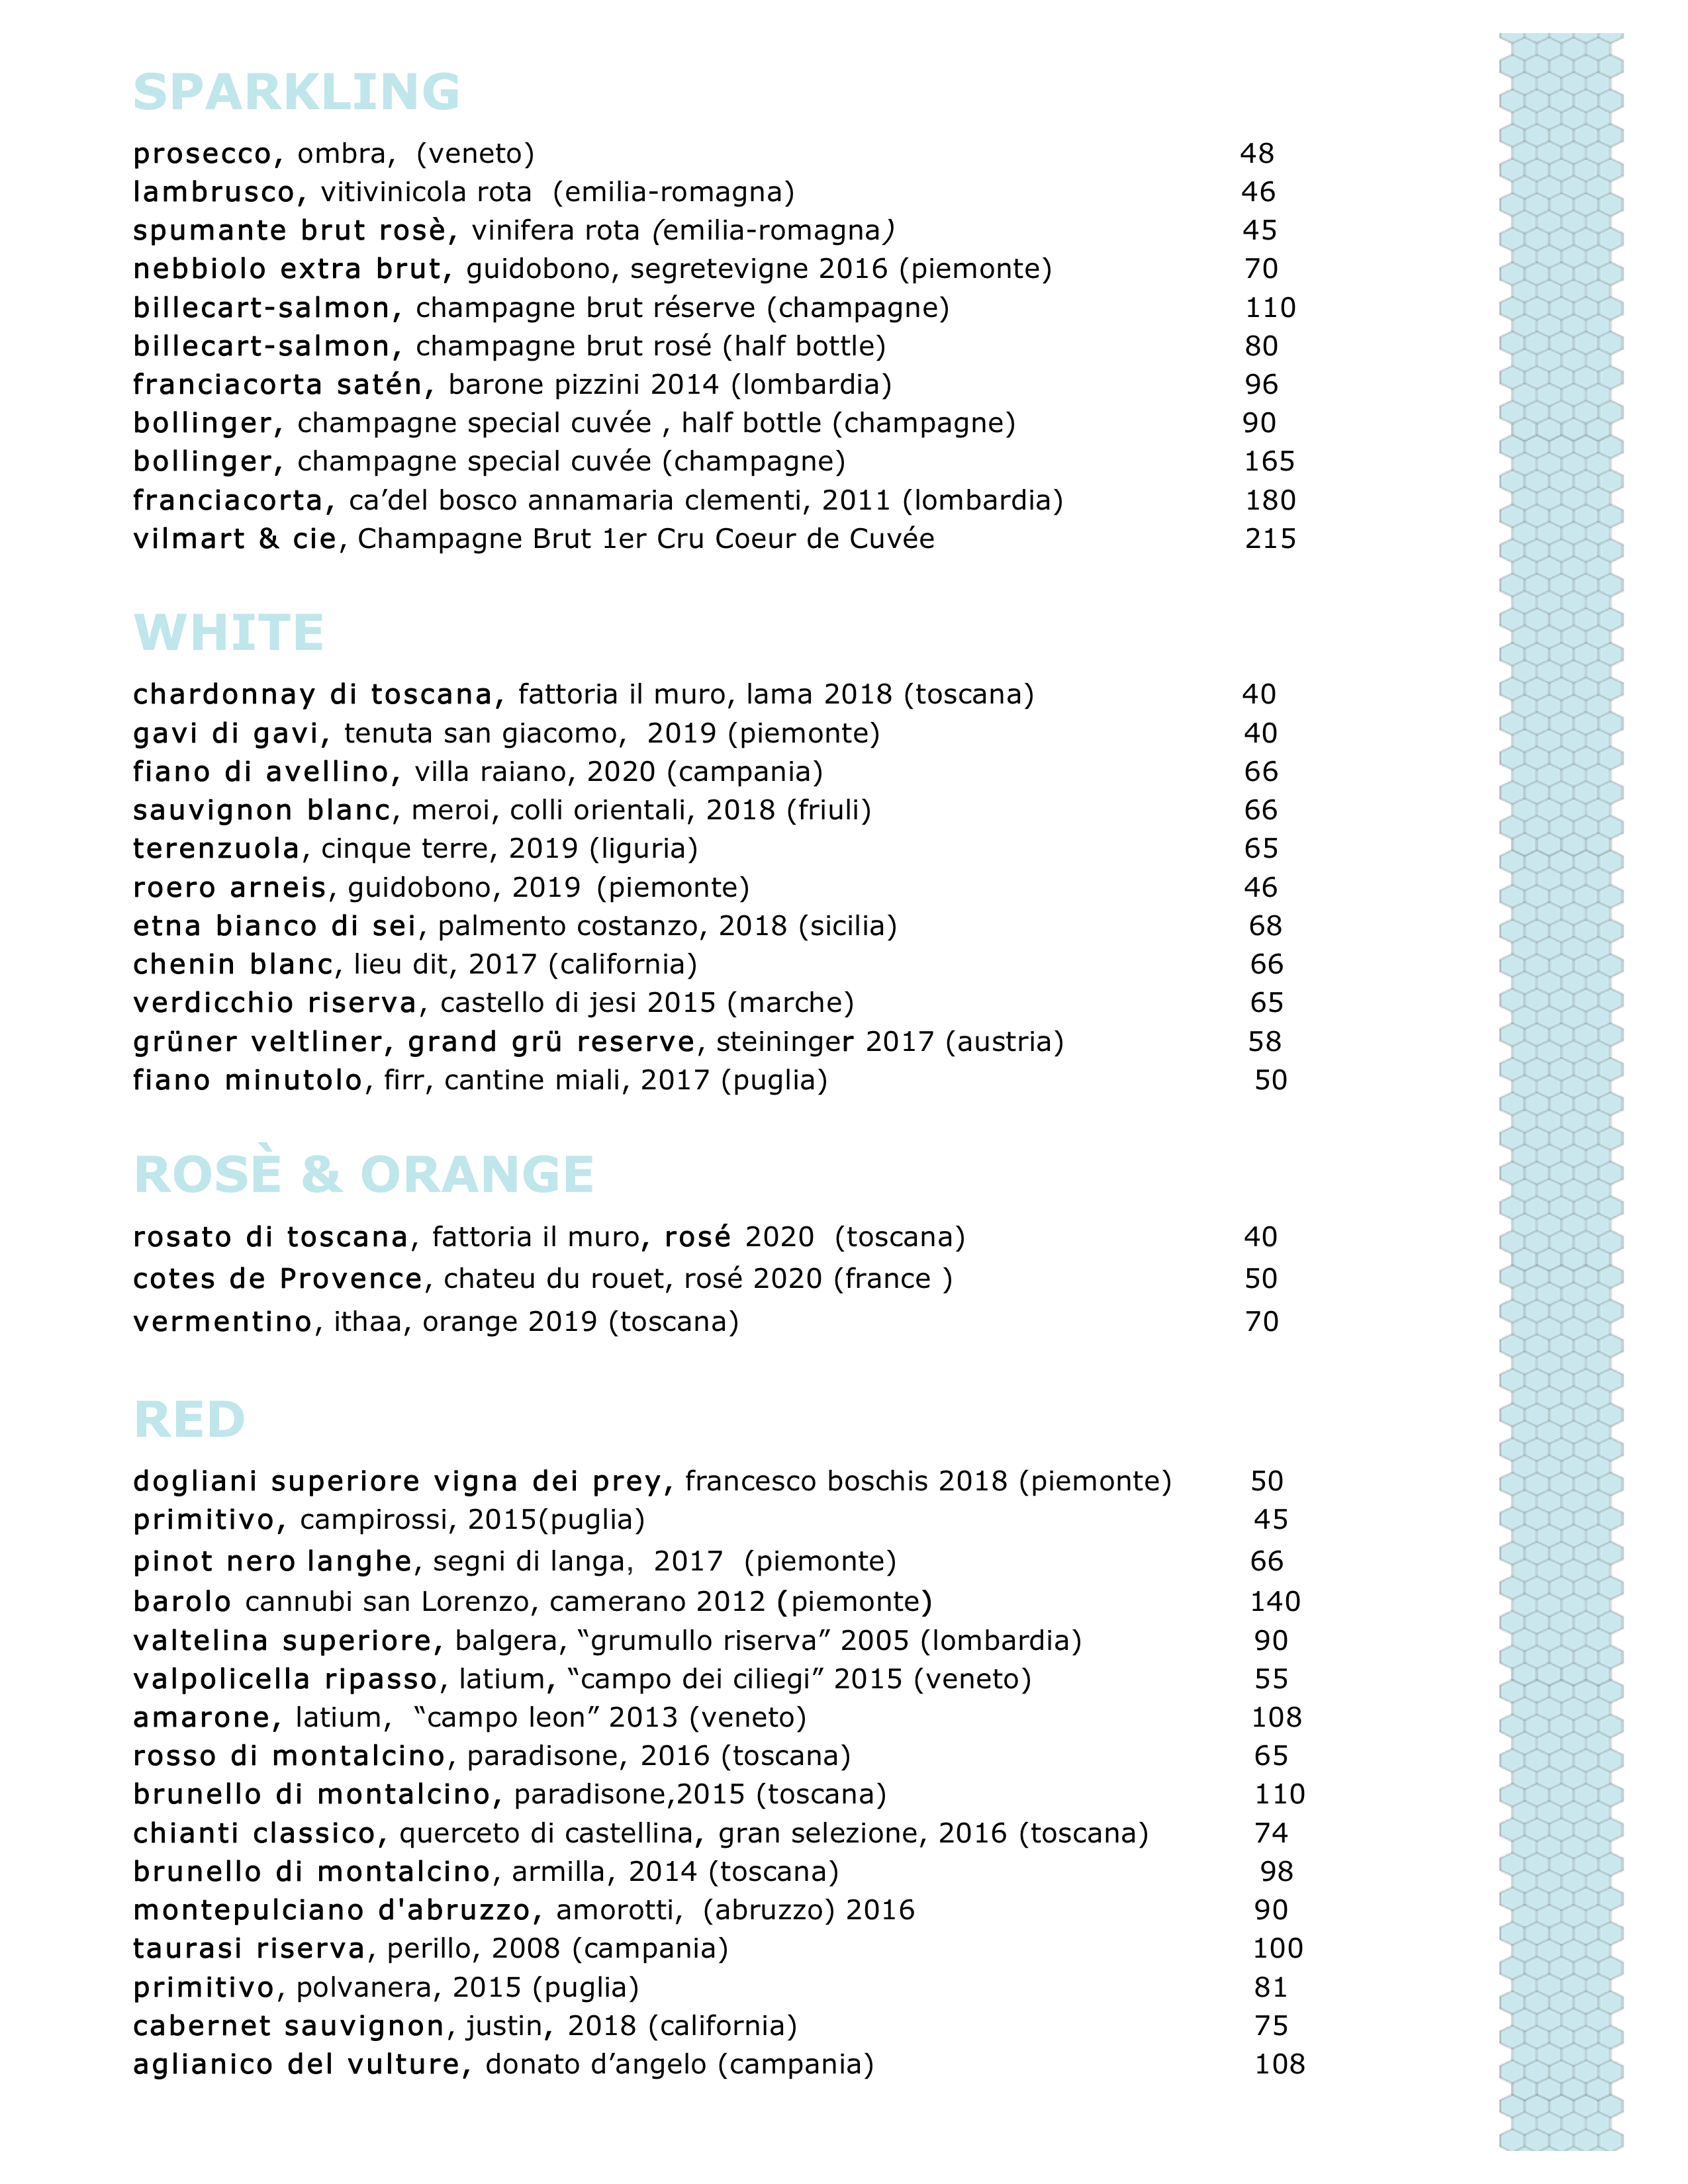 SPARKLING
prosecco, ombra, (veneto) 48
lambrusco, vitivinicola rota (emilia-romagna) 46
spumante brut rosè, vinifera rota (emilia-romagna) 45
nebbiolo extra brut, guidobono, segretevigne 2016 (piemonte) 70
billecart-salmon, champagne brut réserve (champagne) 110
billecart-salmon, champagne brut rosé (half bottle) 80
franciacorta satén, barone pizzini 2014 (lombardia) 96
bollinger, champagne special cuvée , half bottle (champagne) 90
bollinger, champagne special cuvée (champagne) 165
franciacorta, ca’del bosco annamaria clementi, 2011 (lombardia) 180
vilmart & cie, Champagne Brut 1er Cru Coeur de Cuvée 215
WHITE
chardonnay di toscana, fattoria il muro, lama 2018 (toscana) 40
gavi di gavi, tenuta san giacomo, 2019 (piemonte) 40
fiano di avellino, villa raiano, 2020 (campania) 66
sauvignon blanc, meroi, colli orientali, 2018 (friuli) 66
terenzuola, cinque terre, 2019 (liguria) 65
roero arneis, guidobono, 2019 (piemonte) 46
etna bianco di sei, palmento costanzo, 2018 (sicilia) 68
chenin blanc, lieu dit, 2017 (california) 66
verdicchio riserva, castello di jesi 2015 (marche) 65
grüner veltliner, grand grü reserve, steininger 2017 (austria) 58
fiano minutolo, firr, cantine miali, 2017 (puglia) 50
ROSÈ & ORANGE
rosato di toscana, fattoria il muro, rosé 2020 (toscana) 40
cotes de Provence, chateu du rouet, rosé 2020 (france ) 50
vermentino, ithaa, orange 2019 (toscana) 70
RED
dogliani superiore vigna dei prey, francesco boschis 2018 (piemonte) 50
primitivo, campirossi, 2015(puglia) 45
pinot nero langhe, segni di langa, 2017 (piemonte) 66
barolo cannubi san Lorenzo, camerano 2012 (piemonte) 140
valtelina superiore, balgera, “grumullo riserva” 2005 (lombardia) 90
valpolicella ripasso, latium, “campo dei ciliegi” 2015 (veneto) 55
amarone, latium, “campo leon” 2013 (veneto) 108
rosso di montalcino, paradisone, 2016 (toscana) 65
brunello di montalcino, paradisone,2015 (toscana) 110
chianti classico, querceto di castellina, gran selezione, 2016 (toscana) 74
brunello di montalcino, armilla, 2014 (toscana) 98
montepulciano d'abruzzo, amorotti, (abruzzo) 2016 90
taurasi riserva, perillo, 2008 (campania) 100
primitivo, polvanera, 2015 (puglia) 81
cabernet sauvignon, justin, 2018 (california) 75
aglianico del vulture, donato d’angelo (campania) 108